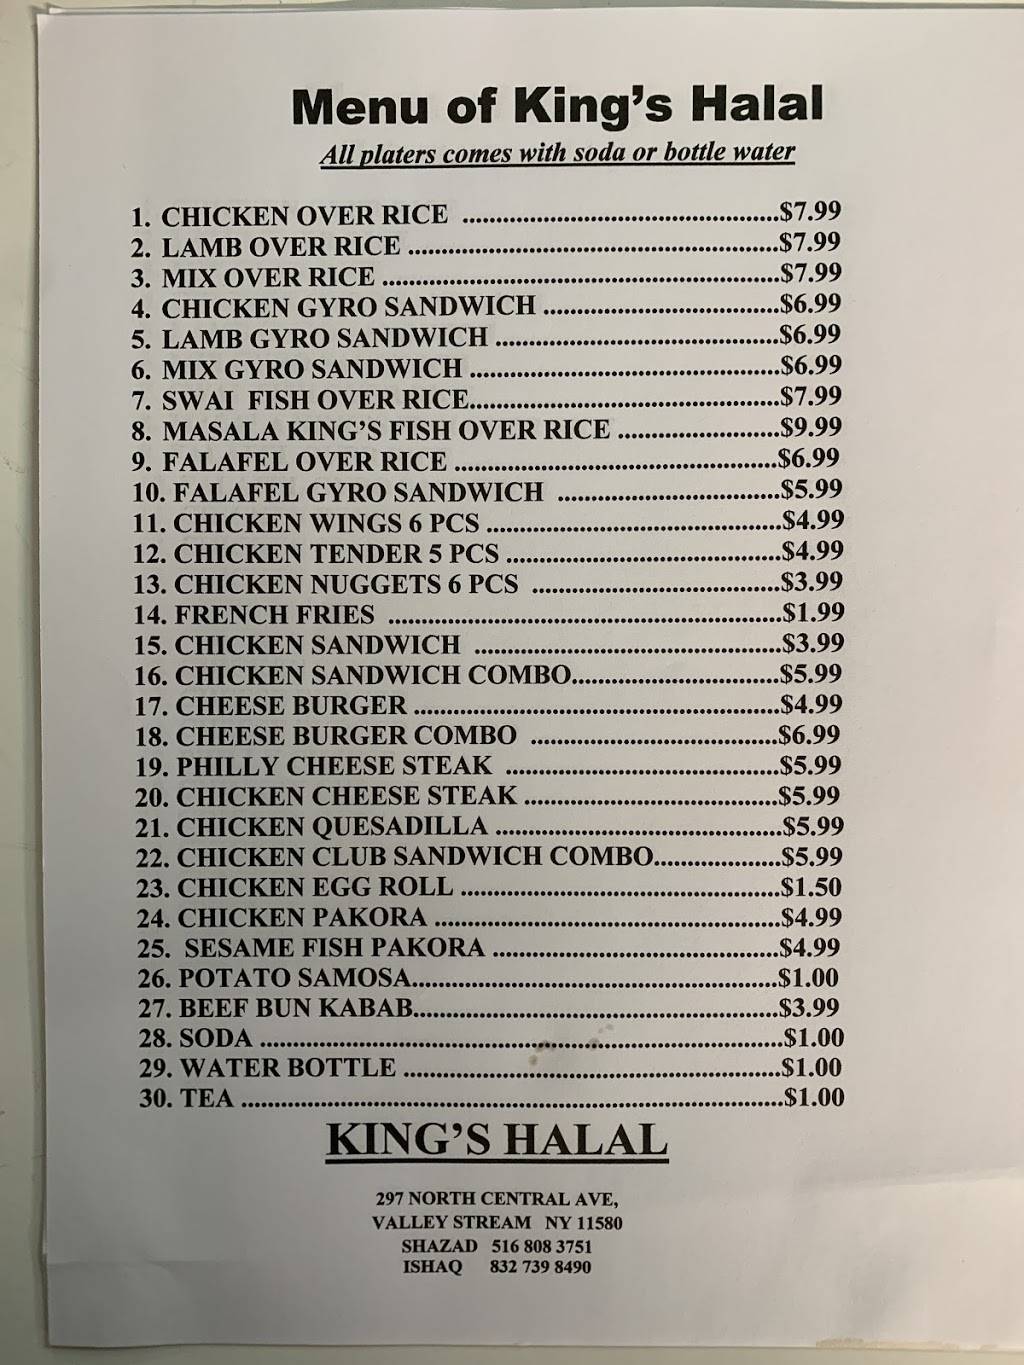 Menu of King's Halal
All platers comes with soda or bottle water
1. CHICKEN OVER RICE ................................................$7.99
2. LAMB OVER RICE ........................................................$7.99
3. MIX OVER RICE ............................................................$7.99
4. CHICKEN GYRO SANDWICH ....................................$6.99
5. LAMB GYRO SANDWICH ...........................................$6.99
6. MIX GYRO SANDWICH ...............................................$6.99
7. SWAI  FISH OVER RICE...............................................$7.99
8. MASALA KING'S FISH OVER RICE .........................$9.99
9. FALAFEL OVER RICE .................................................$6.99
10. FALAFEL GYRO SANDWICH ..................................$5.99
11. CHICKEN WINGS 6 PCS .............................................$4.99
12. CHICKEN TENDER 5 PCS ..........................................$4.99
13. CHICKEN NUGGETS 6 PCS ......................................$3.99
14. FRENCH FRIES ............................................................$1.99
15. CHICKEN SANDWICH ...............................................$3.99
16. CHICKEN SANDWICH COMBO................................$5.99
17. CHEESE BURGER ........................................................$4.99
18. CHEESE BURGER COMBO ......................................$6.99
19. PHILLY CHEESE STEAK ..........................................$5.99
20. CHICKEN CHEESE STEAK .......................................$5.99
21. CHICKEN QUESADILLA ............................................$5.99
22. CHICKEN CLUB SANDWICH COMBO...................$5.99
23. CHICKEN EGG ROLL .................................................$1.50
24. CHICKEN PAKORA .....................................................$4.99
25. SESAME FISH PAKORA ............................................$4.99
26. POTATO SAMOSA........................................................$1.00
27. BEEF BUN KABAB........................................................$3.99
28. SODA ................................................................................$1.00
29. WATER BOTTLE ..........................................................$1.00
30. TEA ...................................................................................$1.00
KING'S HALAL
297 NORTH CENTRAL AVE,
VALLEY STREAM NY 11580
SHAZAD 516 808 3751
ISHAQ 832 739 8490